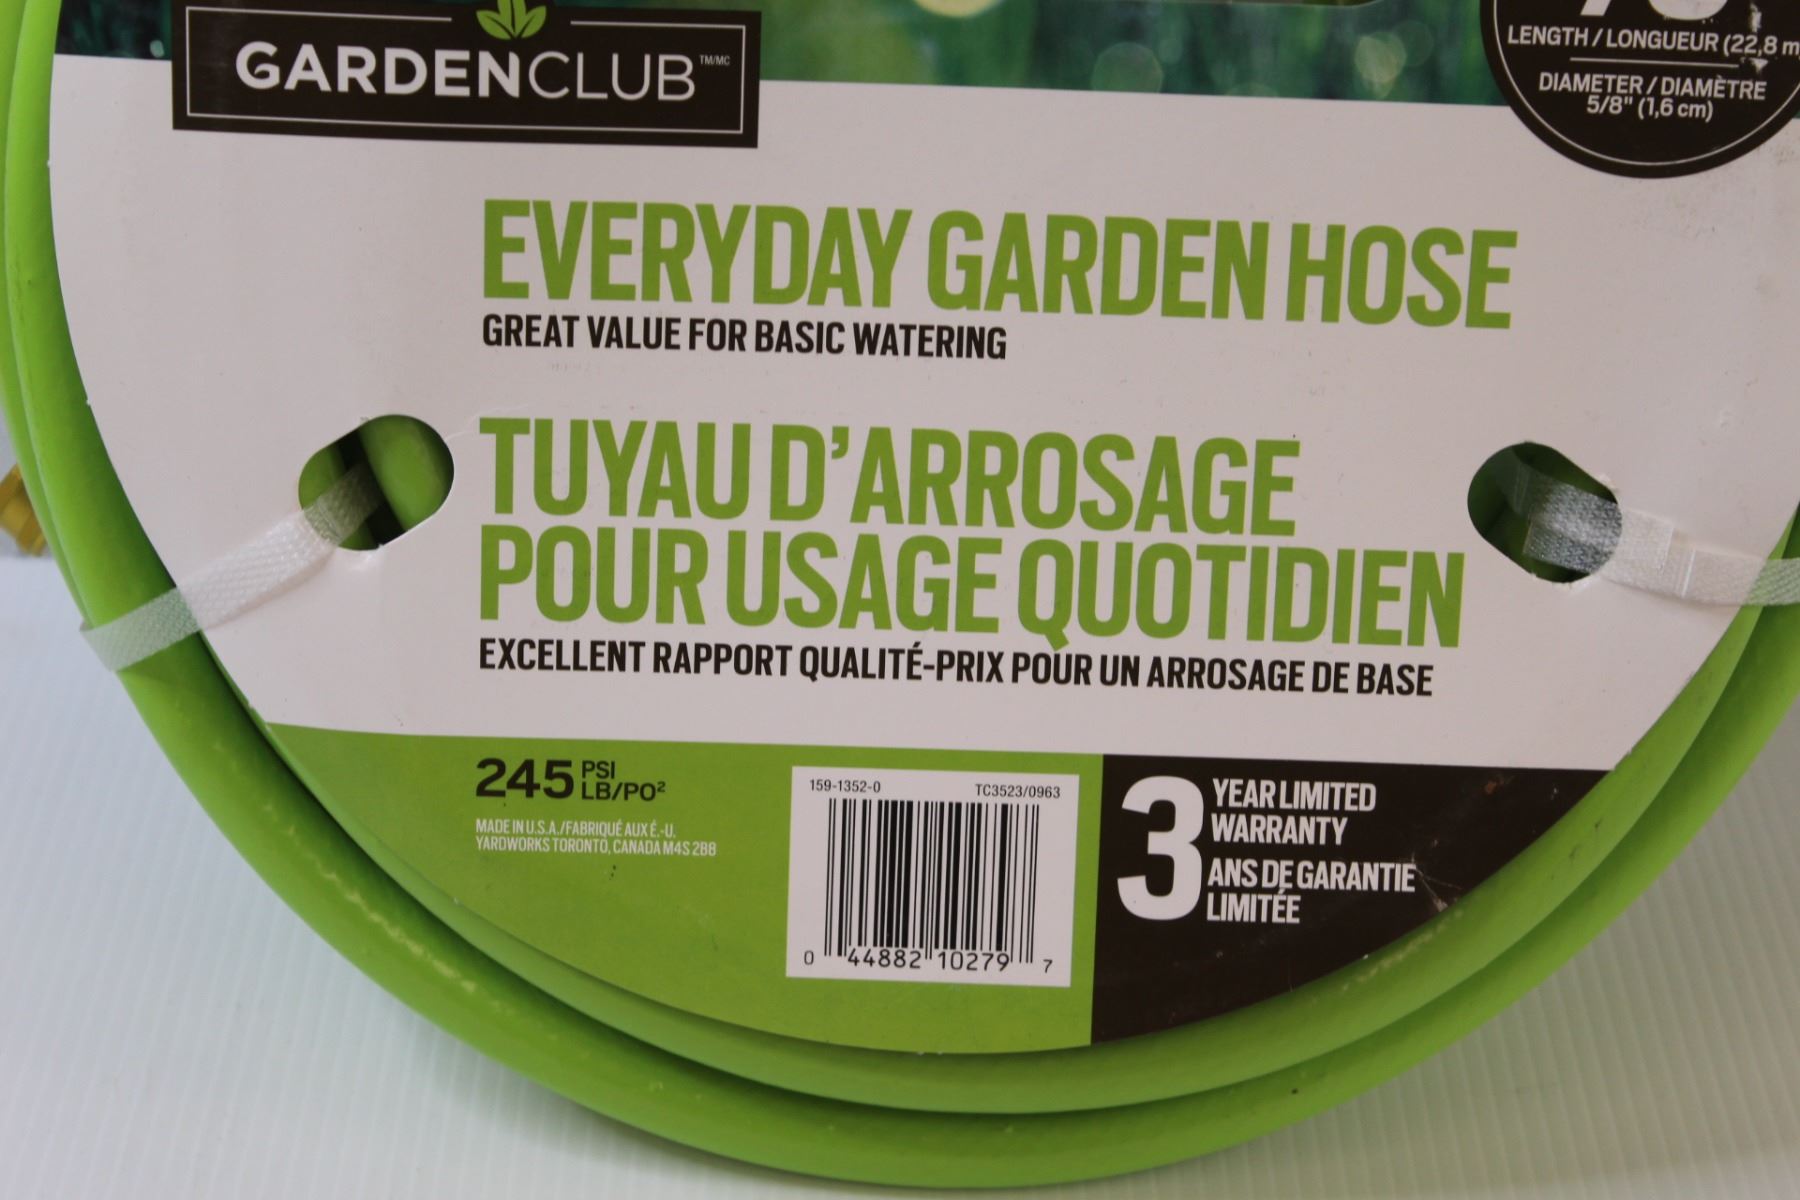 GARDENCLUB TM/MC
LENGTH / LONGUEUR (22,8 m
DIAMETER / DIAMÈTRE
5/8" (1,6 cm)
EVERYDAY GARDEN HOSE
GREAT VALUE FOR BASIC WATERING
TUYAU D'ARROSAGE
POUR USAGE QUOTIDIEN
EXCELLENT RAPPORT QUALITÉ-PRIX POUR UN ARROSAGE DE BASE
245 PSI
LB/PO²
MADE IN U.S.A./FABRIQUÉ AUX É.-U.
YARDWORKS TORONTO, CANADA M4S 2B8
159-1352-0 TC3523/0963
0 44882 10279 7
3 YEAR LIMITED
WARRANTY
ANS DE GARANTIE
LIMITÉE